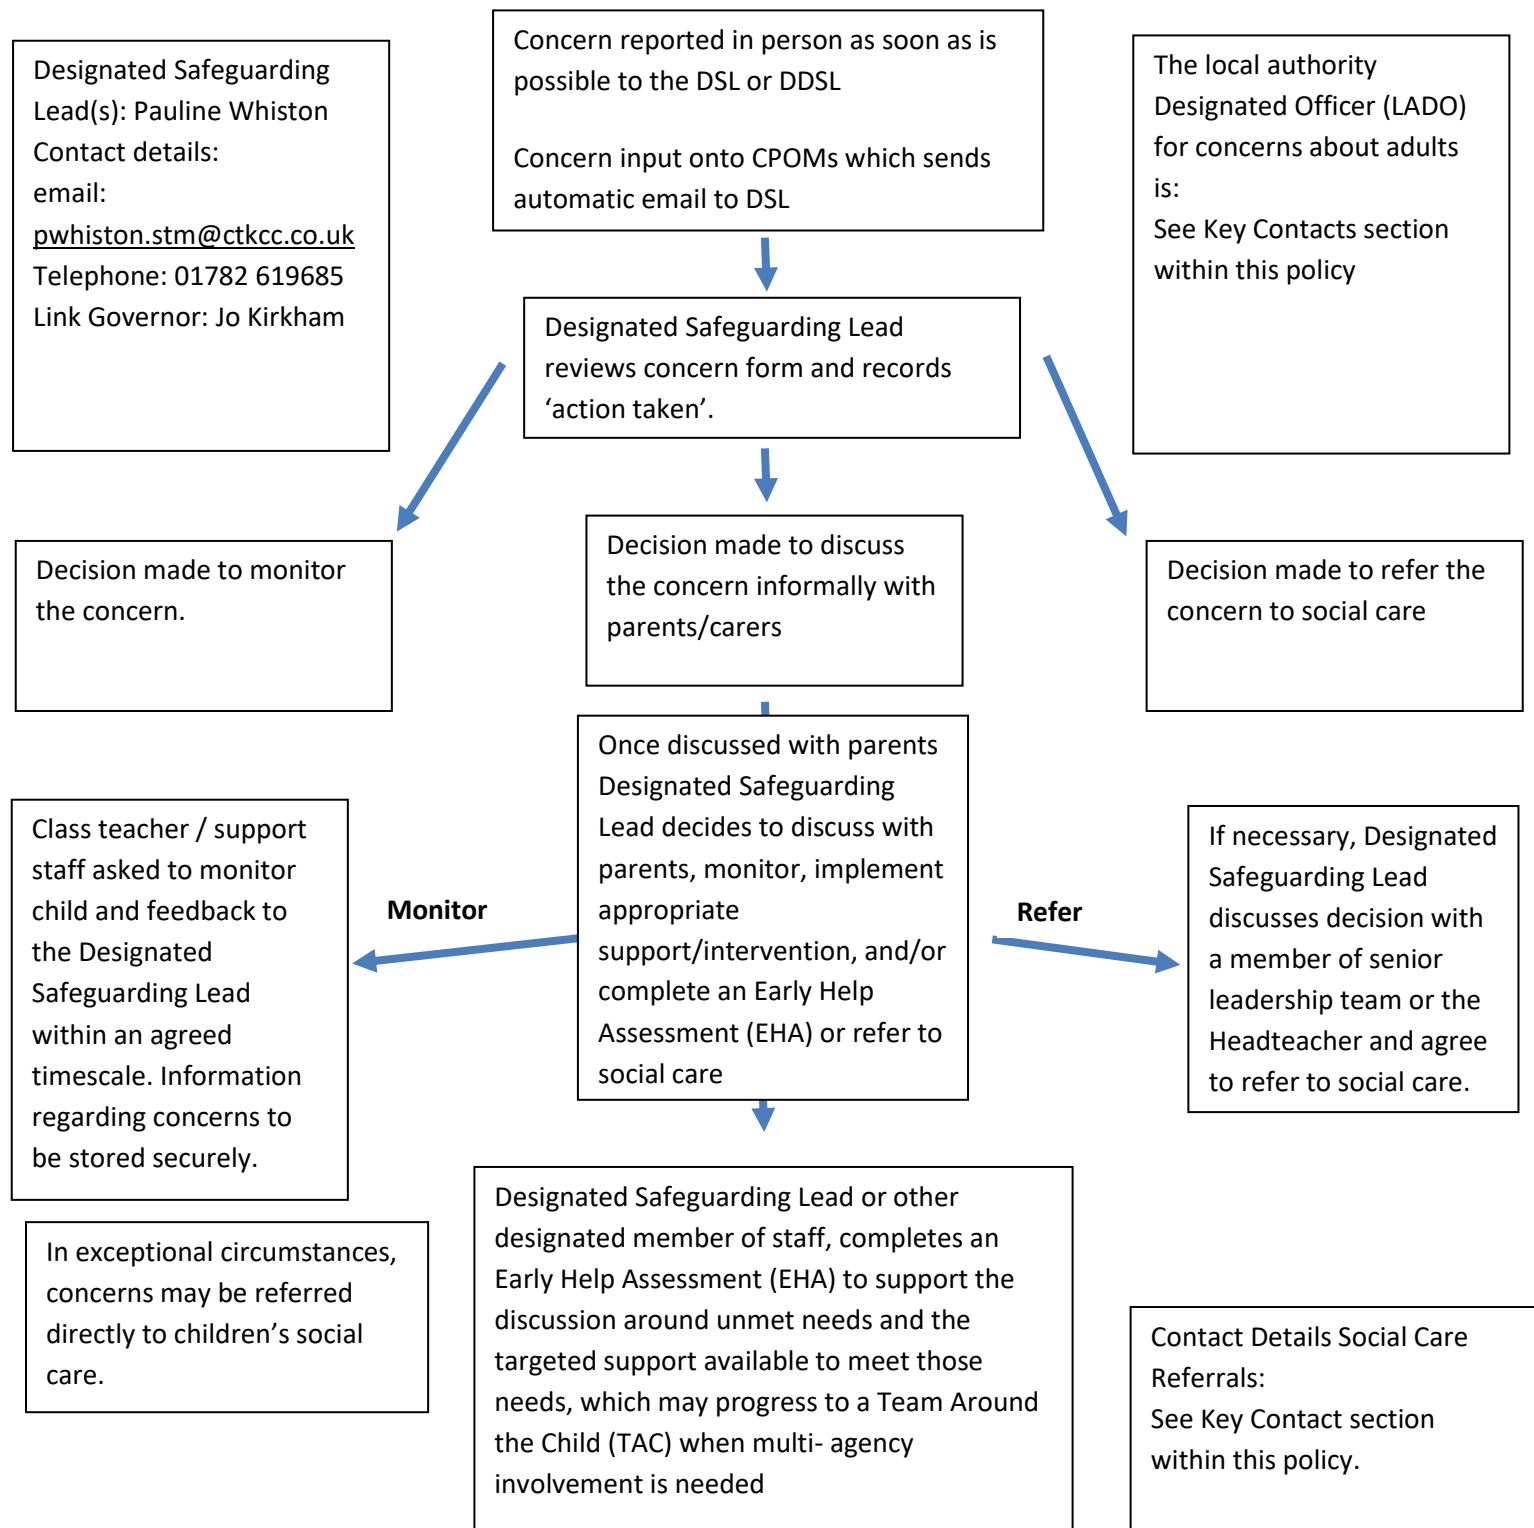 Designated Safeguarding
Lead(s): Pauline Whiston
Contact details:
email:
pwhiston.stm@ctkcc.co.uk
Telephone: 01782 619685
Link Governor: Jo Kirkham
Concern reported in person as soon as is
possible to the DSL or DDSL
Concern input onto CPOMs which sends
automatic email to DSL
The local authority
Designated Officer (LADO)
for concerns about adults
is:
See Key Contacts section
within this policy
Designated Safeguarding Lead
reviews concern form and records
‘action taken’.
Decision made to monitor
the concern.
Decision made to discuss
the concern informally with
parents/carers
Decision made to refer the
concern to social care
Once discussed with parents
Designated Safeguarding
Lead decides to discuss with
parents, monitor, implement
appropriate
support/intervention, and/or
complete an Early Help
Assessment (EHA) or refer to
social care
Class teacher / support
staff asked to monitor
child and feedback to
the Designated
Safeguarding Lead
within an agreed
timescale. Information
regarding concerns to
be stored securely.
Monitor
Refer
If necessary, Designated
Safeguarding Lead
discusses decision with
a member of senior
leadership team or the
Headteacher and agree
to refer to social care.
In exceptional circumstances,
concerns may be referred
directly to children’s social
care.
Designated Safeguarding Lead or other
designated member of staff, completes an
Early Help Assessment (EHA) to support the
discussion around unmet needs and the
targeted support available to meet those
needs, which may progress to a Team Around
the Child (TAC) when multi- agency
involvement is needed
Contact Details Social Care
Referrals:
See Key Contact section
within this policy.